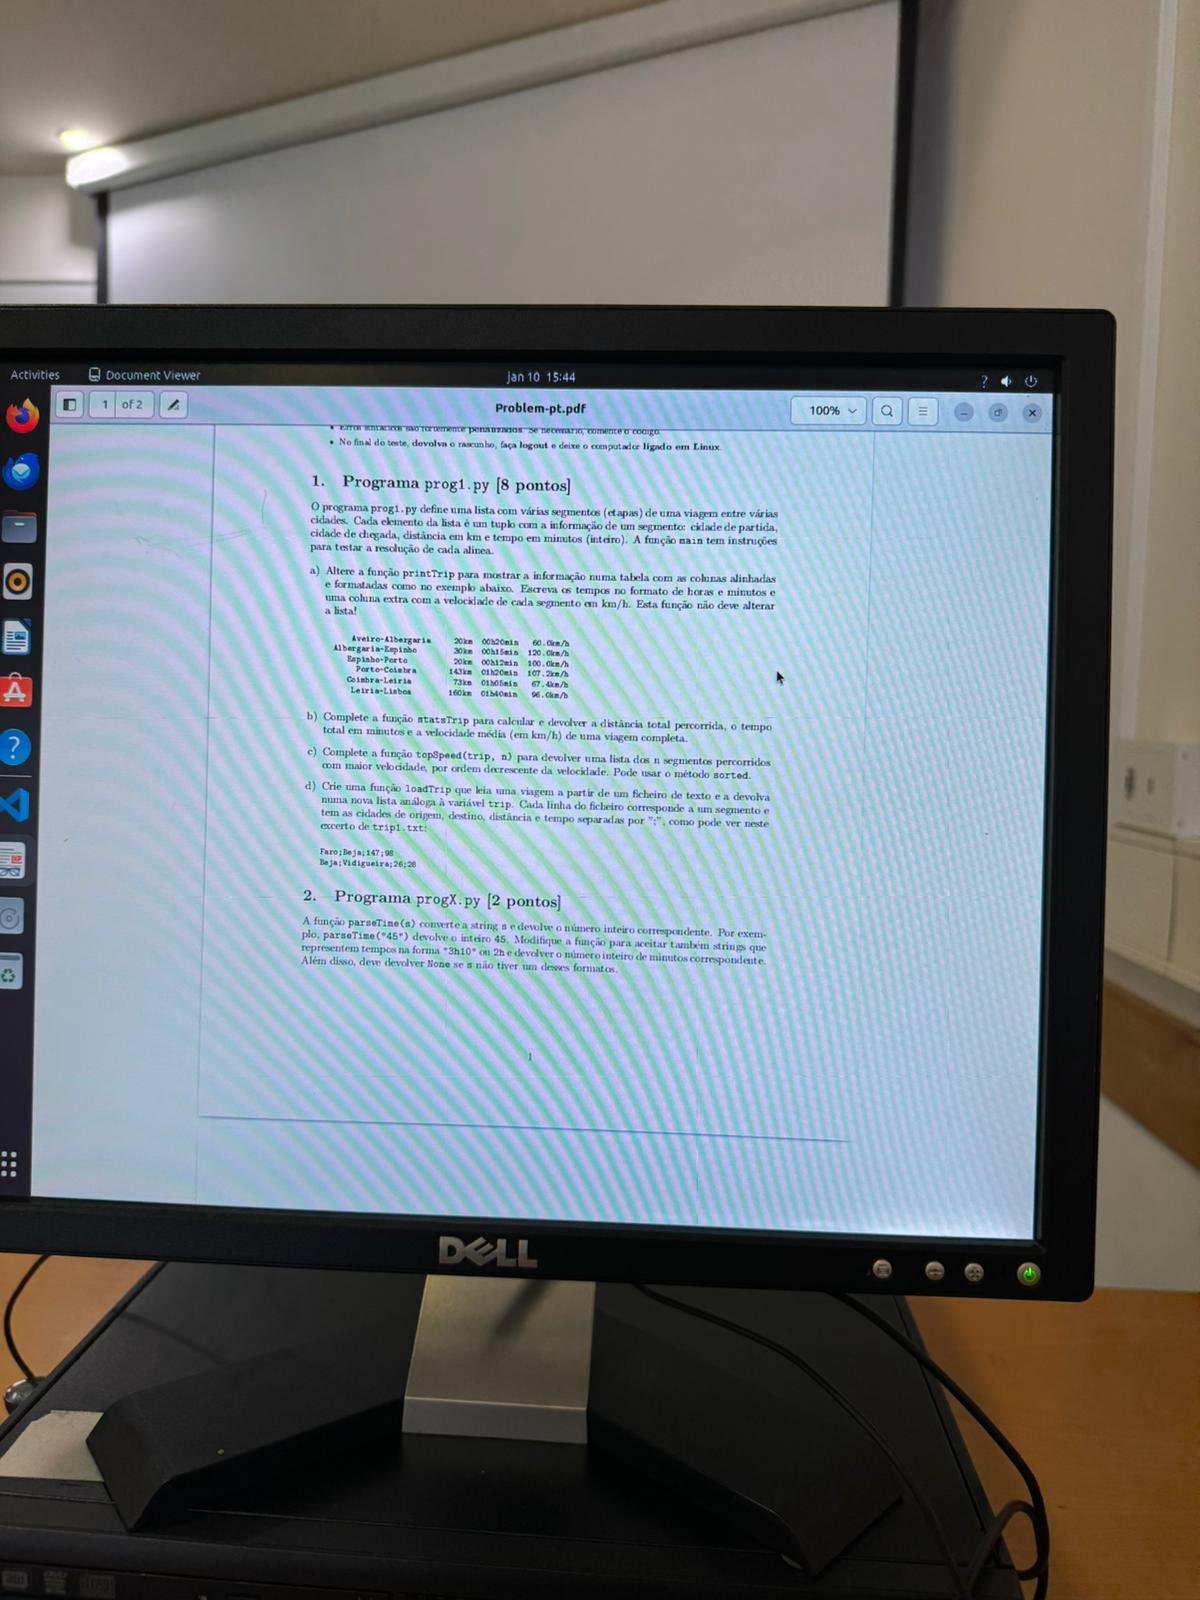 Activities Document Viewer Jan 10 15:44
1 of 2 Problem-pt.pdf 100%
• Erros sintáticos são fortemente penalizados. Se necessário, comente o código.
• No final do teste, devolva o rascunho, faça logout e deixe o computador ligado em Linux.
1. Programa prog1.py [8 pontos]
O programa prog1.py define uma lista com vários segmentos (etapas) de uma viagem entre várias
cidades. Cada elemento da lista é um tuplo com a informação de um segmento: cidade de partida,
cidade de chegada, distância em km e tempo em minutos (inteiro). A função main tem instruções
para testar a resolução de cada alínea.
a) Altere a função printTrip para mostrar a informação numa tabela com as colunas alinhadas
e formatadas como no exemplo abaixo. Escreva os tempos no formato de horas e minutos e
uma coluna extra com a velocidade de cada segmento em km/h. Esta função não deve alterar
a lista!
Aveiro-Albergaria 20km 00h20min 60.0km/h
Albergaria-Espinho 30km 00h15min 120.0km/h
Espinho-Porto 20km 00h12min 100.0km/h
Porto-Coimbra 143km 01h20min 107.2km/h
Coimbra-Leiria 73km 01h05min 67.4km/h
Leiria-Lisboa 160km 01h40min 96.0km/h
b) Complete a função statsTrip para calcular e devolver a distância total percorrida, o tempo
total em minutos e a velocidade média (em km/h) de uma viagem completa.
c) Complete a função topSpeed(trip, n) para devolver uma lista dos n segmentos percorridos
com maior velocidade, por ordem decrescente da velocidade. Pode usar o método sorted.
d) Crie uma função loadTrip que leia uma viagem a partir de um ficheiro de texto e a devolva
numa nova lista análoga à variável trip. Cada linha do ficheiro corresponde a um segmento e
tem as cidades de origem, destino, distância e tempo separadas por ";", como pode ver neste
excerto de trip1.txt:
Faro;Beja;147;98
Beja;Vidigueira;26;28
2. Programa progX.py [2 pontos]
A função parseTime(s) converte a string s e devolve o número inteiro correspondente. Por exem-
plo, parseTime("45") devolve o inteiro 45. Modifique a função para aceitar também strings que
representem tempos na forma "3h10" ou 2h e devolver o número inteiro de minutos correspondente.
Além disso, deve devolver None se s não tiver um desses formatos.
1
DELL